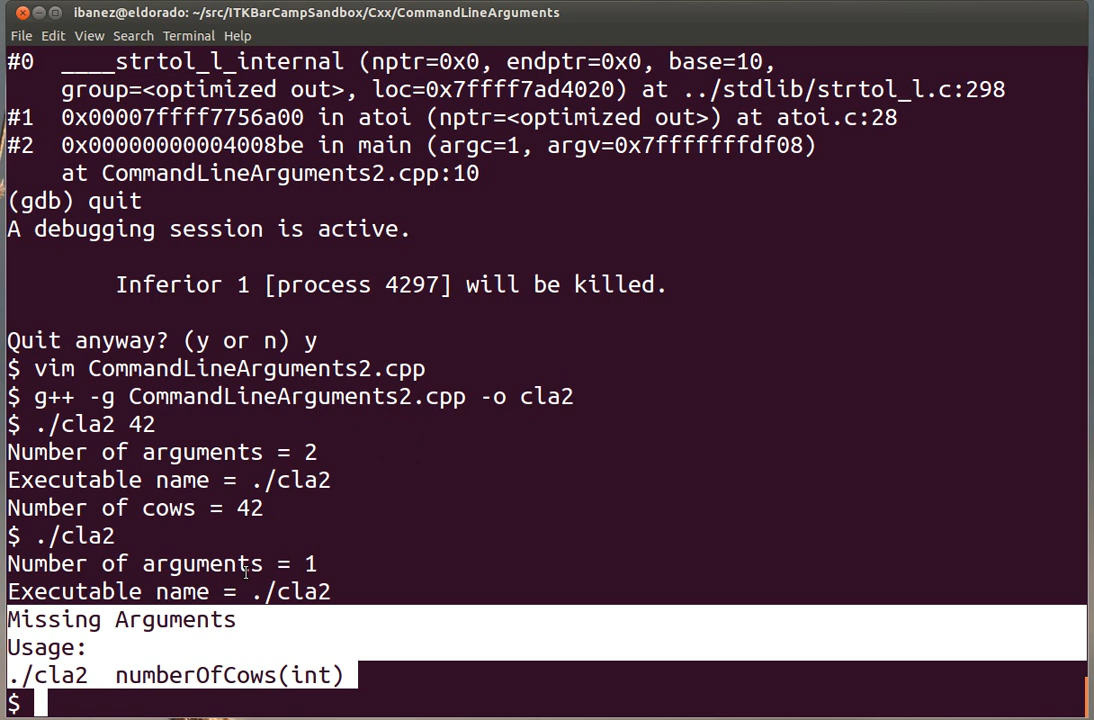 ibanez@eldorado: ~/src/ITKBarCampSandbox/Cxx/CommandLineArguments
File Edit View Search Terminal Help
#0  ____strtol_l_internal (nptr=0x0, endptr=0x0, base=10,
    group=<optimized out>, loc=0x7ffff7ad4020) at ../stdlib/strtol_l.c:298
#1  0x00007ffff7756a00 in atoi (nptr=<optimized out>) at atoi.c:28
#2  0x00000000004008be in main (argc=1, argv=0x7fffffffdf08)
    at CommandLineArguments2.cpp:10
(gdb) quit
A debugging session is active.
        Inferior 1 [process 4297] will be killed.
Quit anyway? (y or n) y
$ vim CommandLineArguments2.cpp
$ g++ -g CommandLineArguments2.cpp -o cla2
$ ./cla2 42
Number of arguments = 2
Executable name = ./cla2
Number of cows = 42
$ ./cla2
Number of arguments = 1
Executable name = ./cla2
Missing Arguments
Usage:
./cla2  numberOfCows(int)
$